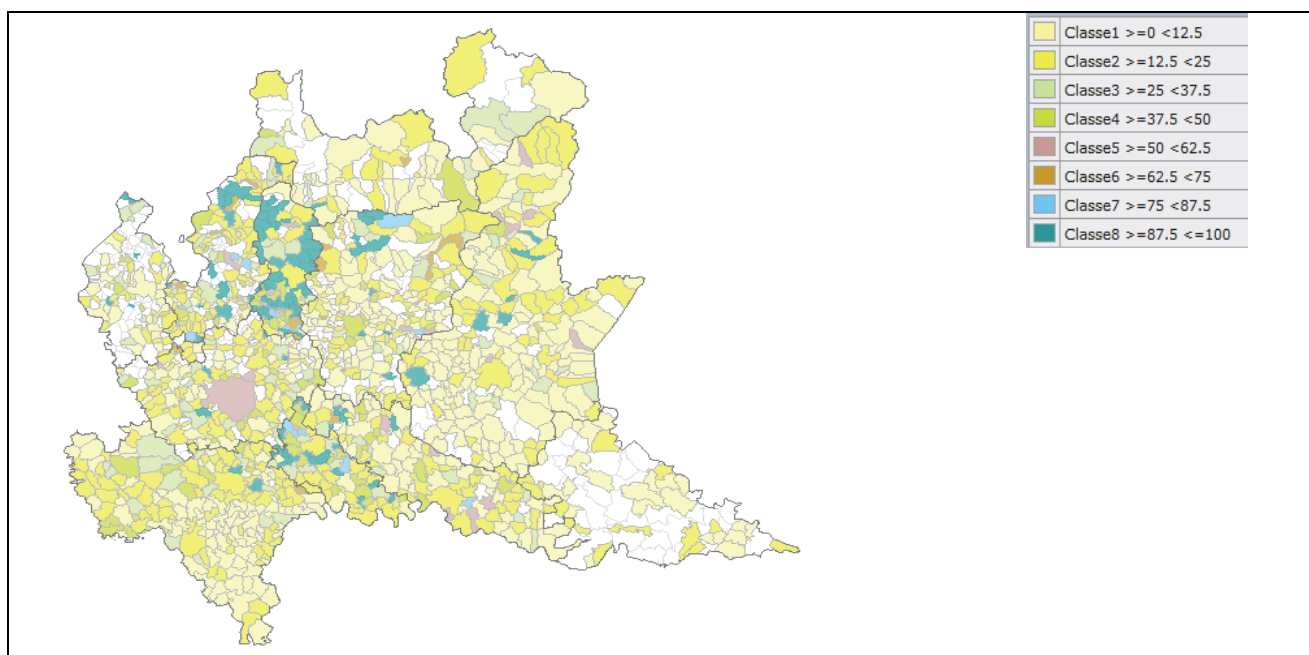 Classe1 >=0 <12.5
Classe2 >=12.5 <25
Classe3 >=25 <37.5
Classe4 >=37.5 <50
Classe5 >=50 <62.5
Classe6 >=62.5 <75
Classe7 >=75 <87.5
Classe8 >=87.5 <=100